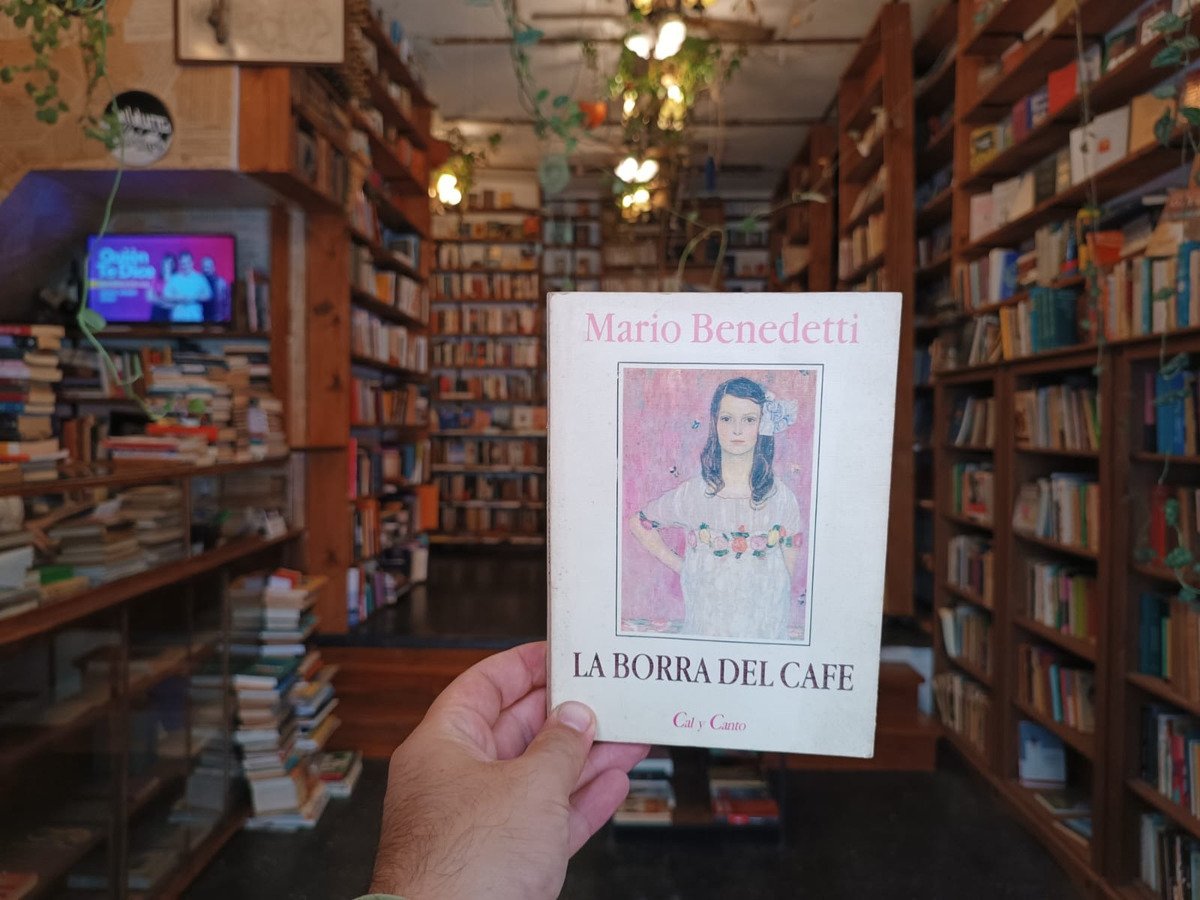 Quién
Te Dice
Mario Benedetti
LA BORRA DEL CAFE
Cal y Canto